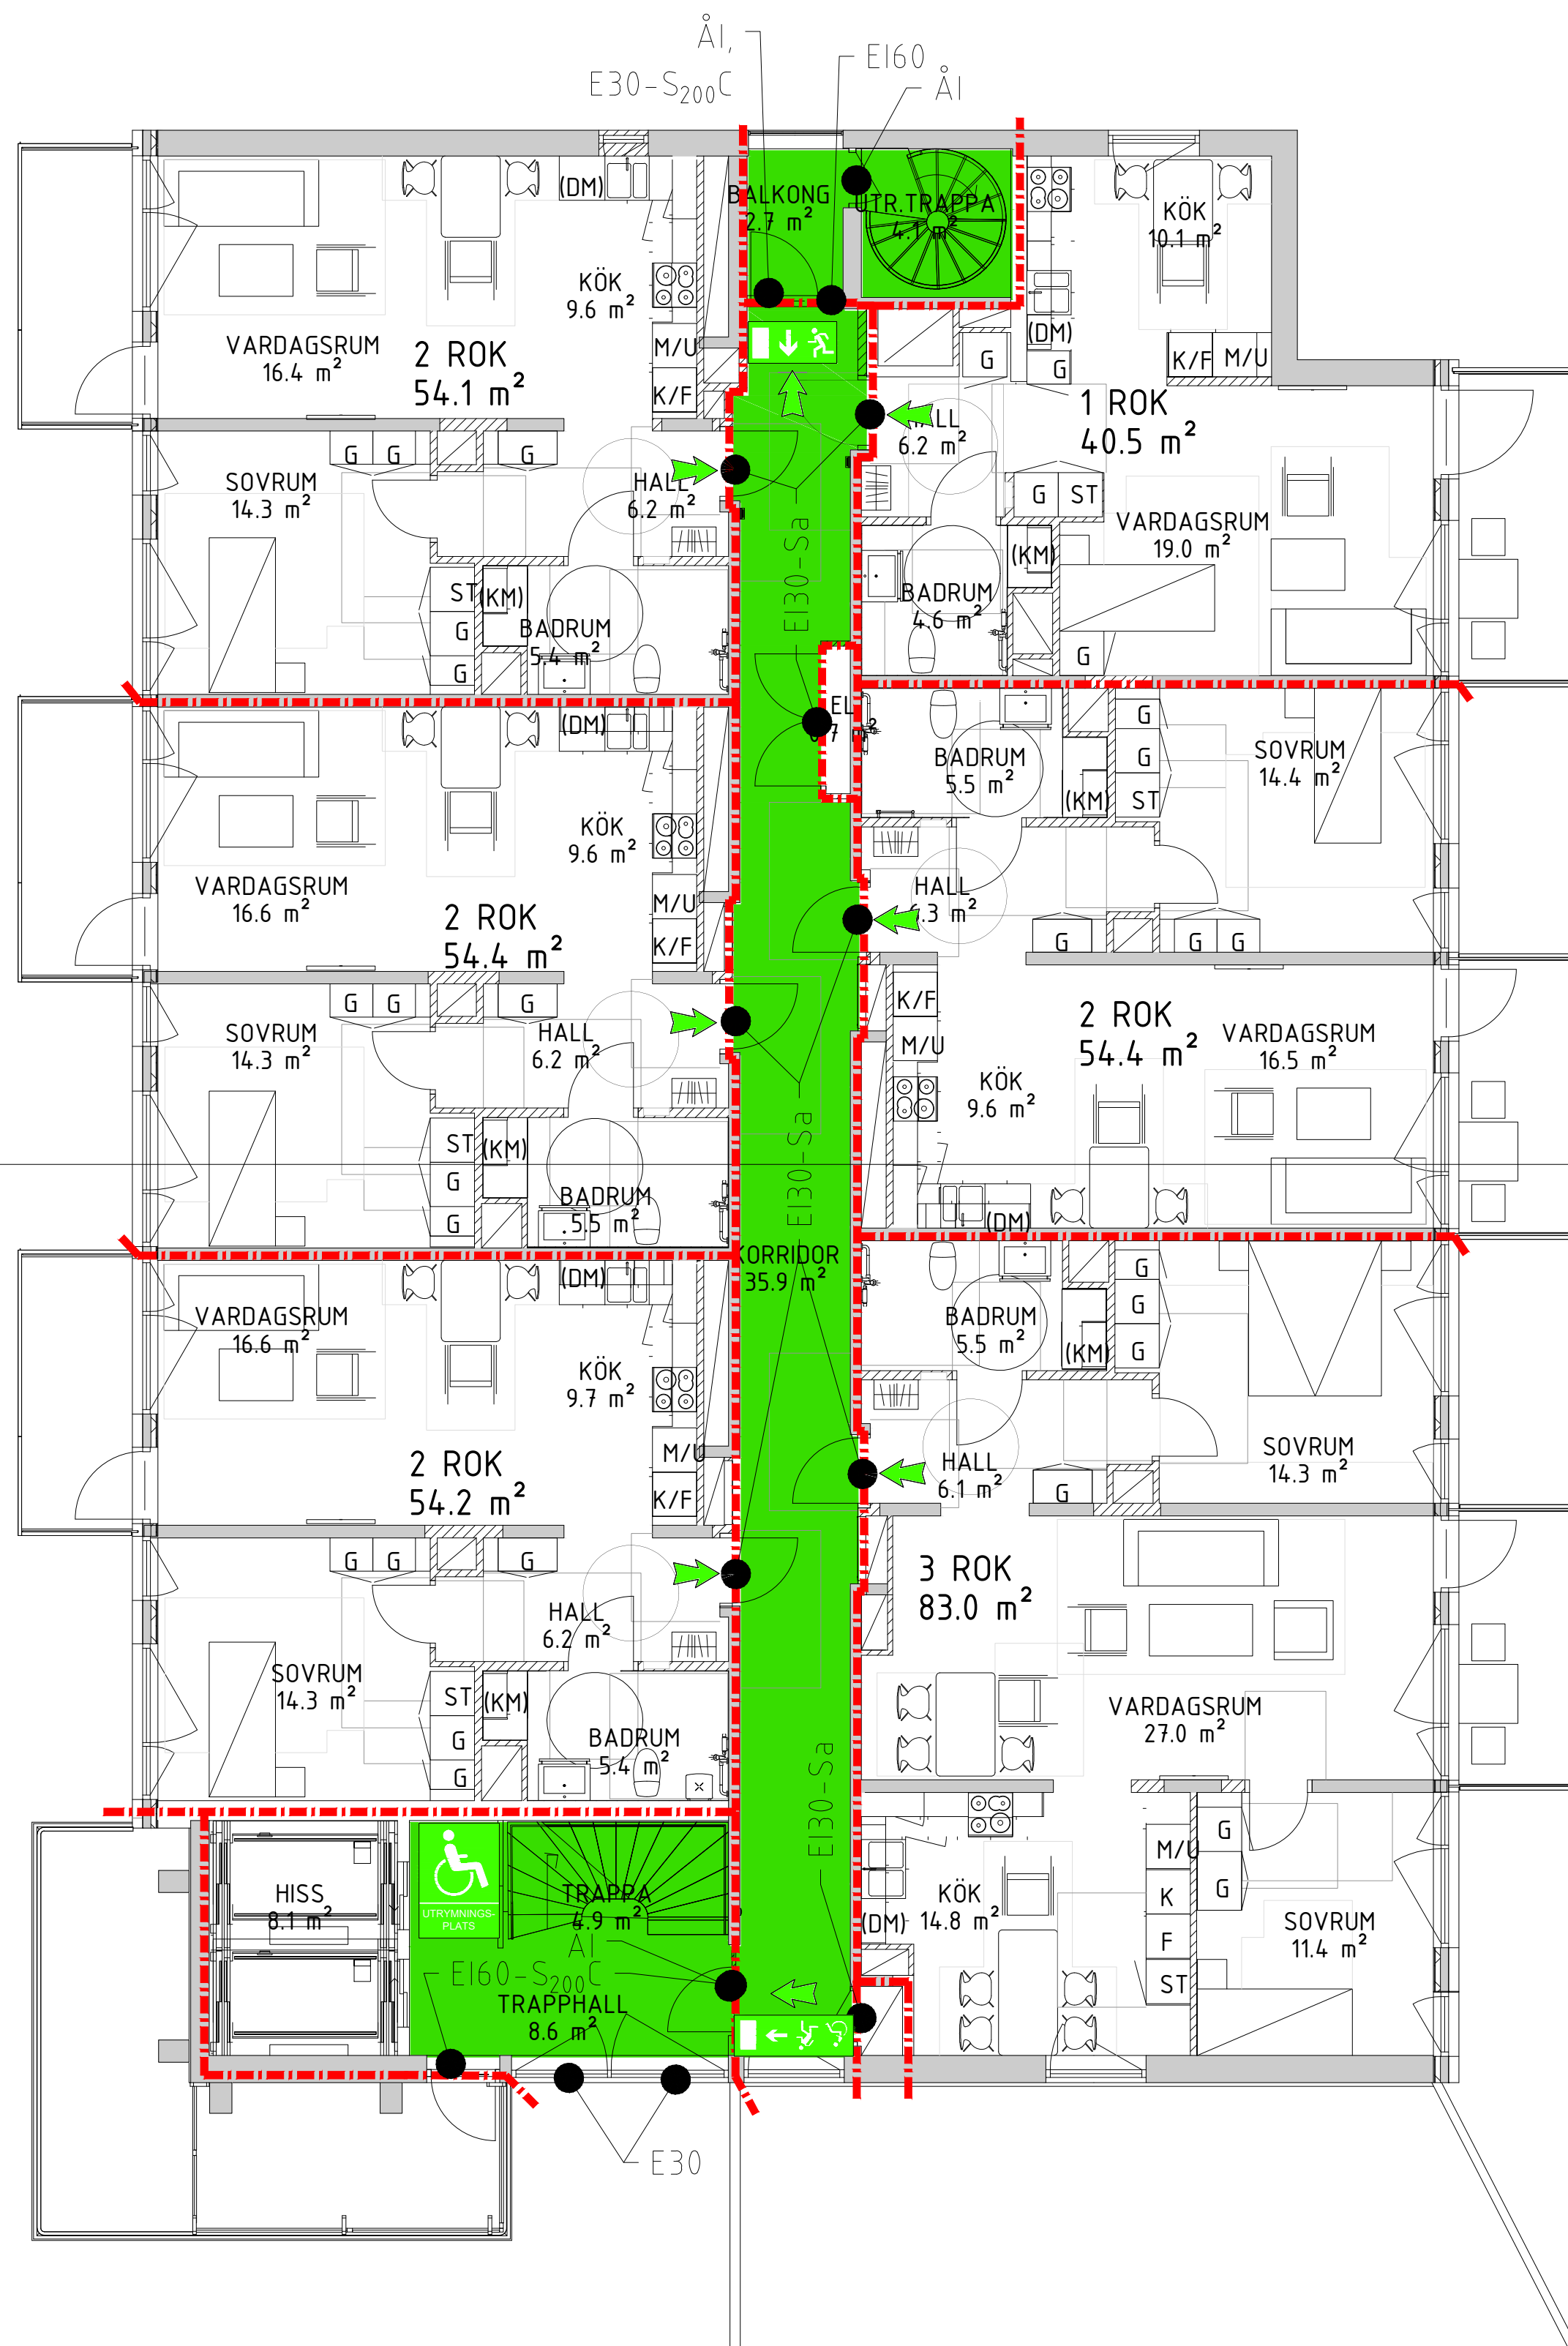 Å1,
E30-S200C
EI60
Å1
BALKONG
2.7 m²
UTR.TRAPPA
4.1 m²
(DM)
KÖK
9.6 m²
VARDAGSRUM
16.4 m²
2 ROK
54.1 m²
M/U
K/F
KÖK
10.1 m²
(DM)
G
G
K/F
M/U
1 ROK
40.5 m²
HALL
6.2 m²
G
G
G
SOVRUM
14.3 m²
HALL
6.2 m²
G
ST
VARDAGSRUM
19.0 m²
(KM)
BADRUM
4.6 m²
G
EI30-Sa
ST
(KM)
G
G
BADRUM
5.4 m²
EL
(DM)
KÖK
9.6 m²
VARDAGSRUM
16.6 m²
2 ROK
54.4 m²
M/U
K/F
BADRUM
5.5 m²
(KM)
G
G
ST
SOVRUM
14.4 m²
HALL
G
G
G
G
G
G
SOVRUM
14.3 m²
HALL
6.2 m²
K/F
M/U
2 ROK
54.4 m²
VARDAGSRUM
16.5 m²
KÖK
9.6 m²
(DM)
EI30-Sa
ST
(KM)
G
G
BADRUM
5.5 m²
KORRIDOR
35.9 m²
(DM)
VARDAGSRUM
16.6 m²
KÖK
9.7 m²
2 ROK
54.2 m²
M/U
K/F
BADRUM
5.5 m²
(KM)
G
G
G
SOVRUM
14.3 m²
HALL
6.1 m²
G
G
G
G
HALL
6.2 m²
SOVRUM
14.3 m²
3 ROK
83.0 m²
VARDAGSRUM
27.0 m²
ST
(KM)
G
G
BADRUM
5.4 m²
EI30-Sa
HISS
8.1 m²
UTRYMNINGS-
PLATS
TRAPPA
4.9 m²
Å1
EI60-S200C
TRAPPHALL
8.6 m²
KÖK
14.8 m²
(DM)
M/U
K
F
ST
G
G
SOVRUM
11.4 m²
E30